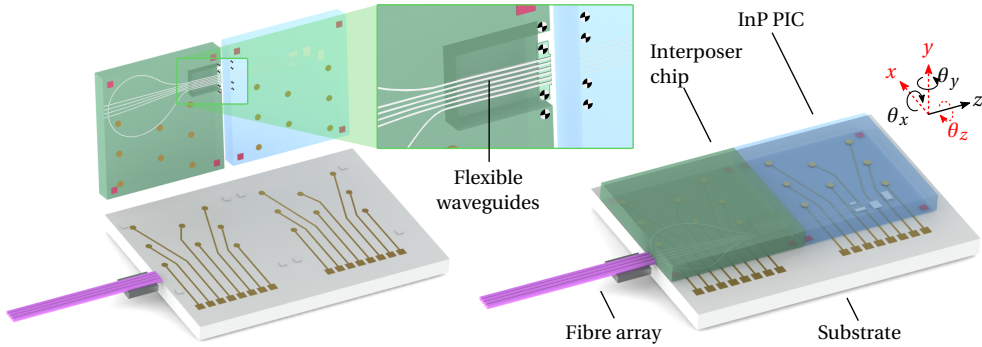 InP PIC
Interposer
chip
y
x
θy
z
θx
θz
Flexible
waveguides
Fibre array
Substrate